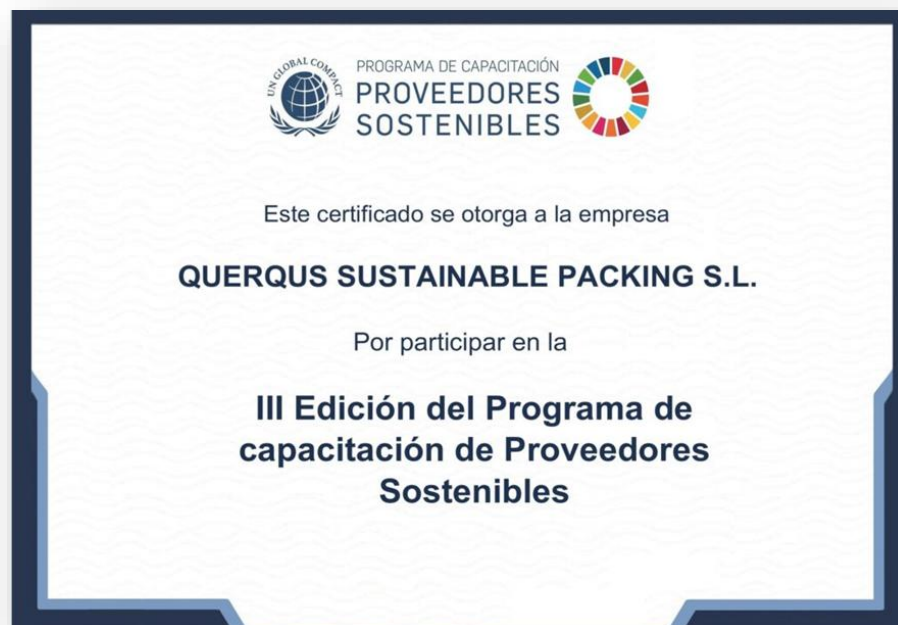 UN GLOBAL COMPACT
PROGRAMA DE CAPACITACIÓN
PROVEEDORES
SOSTENIBLES
Este certificado se otorga a la empresa
QUERQUS SUSTAINABLE PACKING S.L.
Por participar en la
III Edición del Programa de
capacitación de Proveedores
Sostenibles